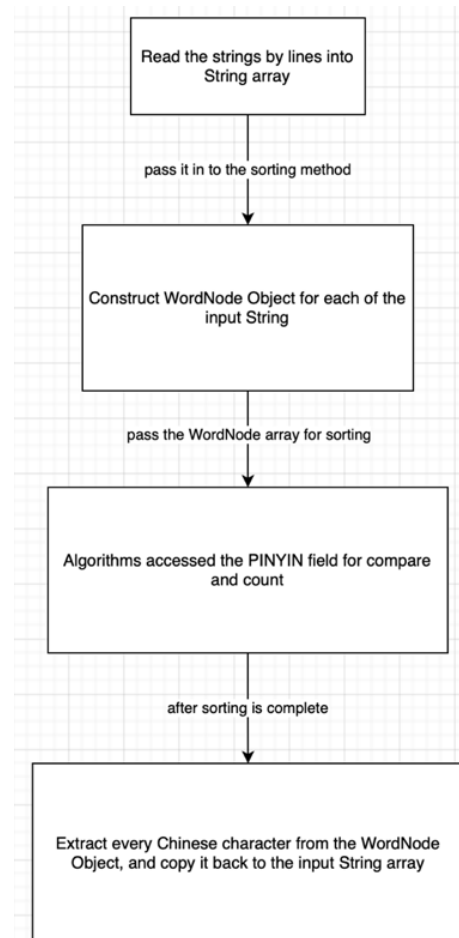 Read the strings by lines into
String array
pass it in to the sorting method
Construct WordNode Object for each of the
input String
pass the WordNode array for sorting
Algorithms accessed the PINYIN field for compare
and count
after sorting is complete
Extract every Chinese character from the WordNode
Object, and copy it back to the input String array